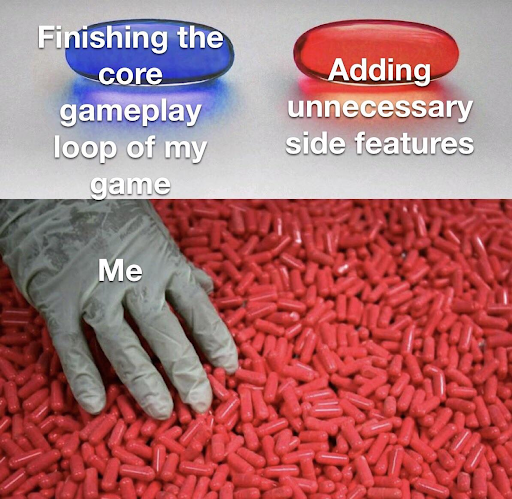 Finishing the
core
gameplay
loop of my
game
Adding
unnecessary
side features
Me